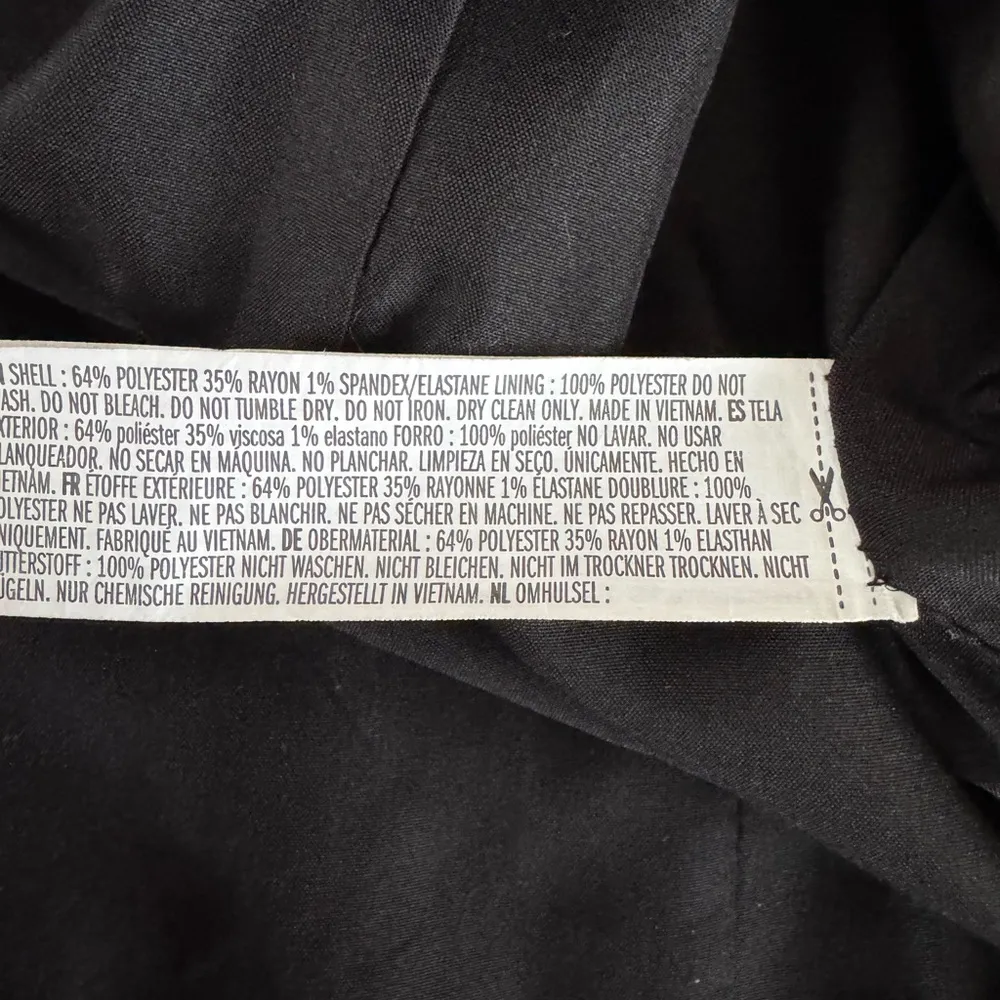 SHELL : 64% POLYESTER 35% RAYON 1% SPANDEX/ELASTANE LINING : 100% POLYESTER DO NOT
ASH. DO NOT BLEACH. DO NOT TUMBLE DRY. DO NOT IRON. DRY CLEAN ONLY. MADE IN VIETNAM. ES TELA
XTERIOR : 64% poliéster 35% viscosa 1% elastano FORRO : 100% poliéster NO LAVAR. NO USAR
LANQUEADOR. NO SECAR EN MÁQUINA. NO PLANCHAR. LIMPIEZA EN SECO. ÚNICAMENTE. HECHO EN
IETNAM. FR ÉTOFFE EXTÉRIEURE : 64% POLYESTER 35% RAYONNE 1% ÉLASTANE DOUBLURE : 100%
OLYESTER NE PAS LAVER. NE PAS BLANCHIR. NE PAS SÉCHER EN MACHINE. NE PAS REPASSER. LAVER À SEC
NIQUEMENT. FABRIQUÉ AU VIETNAM. DE OBERMATERIAL : 64% POLYESTER 35% RAYON 1% ELASTHAN
UTTERSTOFF : 100% POLYESTER NICHT WASCHEN. NICHT BLEICHEN. NICHT IM TROCKNER TROCKNEN. NICHT
ÜGELN. NUR CHEMISCHE REINIGUNG. HERGESTELLT IN VIETNAM. NL OMHULSEL :